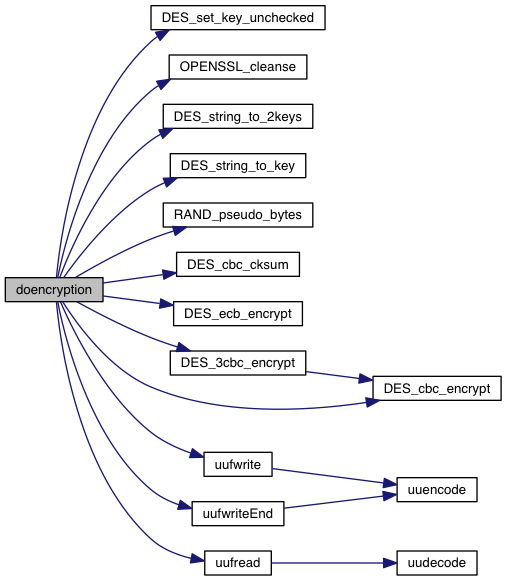 DES_set_key_unchecked
OPENSSL_cleanse
DES_string_to_2keys
DES_string_to_key
RAND_pseudo_bytes
DES_cbc_cksum
doencryption
DES_ecb_encrypt
DES_3cbc_encrypt
DES_cbc_encrypt
uufwrite
uuencode
uufwriteEnd
uufread
uudecode